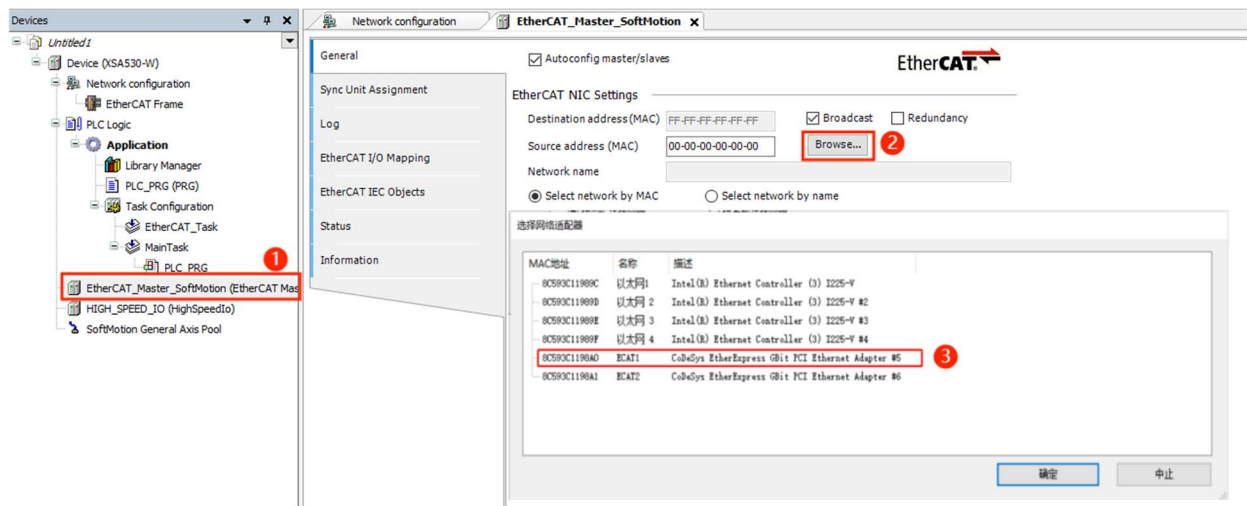 Devices
Network configuration
EtherCAT_Master_SoftMotion
Untitled1
Device (XSA530-W)
Network configuration
EtherCAT Frame
PLC Logic
Application
Library Manager
PLC_PRG (PRG)
Task Configuration
EtherCAT_Task
MainTask
PLC_PRG
1
EtherCAT_Master_SoftMotion (EtherCAT Mas
HIGH_SPEED_IO (HighSpeedIo)
SoftMotion General Axis Pool
General
Sync Unit Assignment
Log
EtherCAT I/O Mapping
EtherCAT IEC Objects
Status
Information
Autoconfig master/slaves
EtherCAT
EtherCAT NIC Settings
Destination address (MAC) FF-FF-FF-FF-FF-FF Broadcast Redundancy
Source address (MAC) 00-00-00-00-00-00 Browse... 2
Network name
Select network by MAC Select network by name
选择网络适配器
MAC地址 名称 描述
8C593C11989C 以太网1 Intel(R) Ethernet Controller (3) I225-V
8C593C11989D 以太网 2 Intel(R) Ethernet Controller (3) I225-V #2
8C593C11989E 以太网 3 Intel(R) Ethernet Controller (3) I225-V #3
8C593C11989F 以太网 4 Intel(R) Ethernet Controller (3) I225-V #4
8C593C1198A0 ECAT1 CoDeSys EtherExpress GBit PCI Ethernet Adapter #5 3
8C593C1198A1 ECAT2 CoDeSys EtherExpress GBit PCI Ethernet Adapter #6
确定 中止